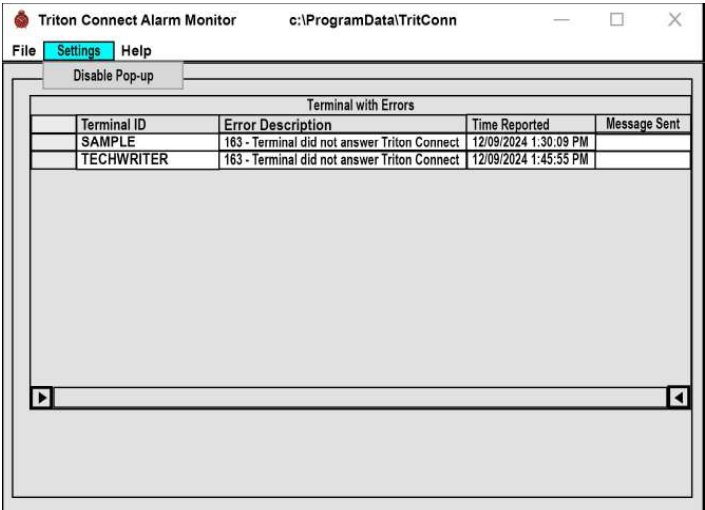 Triton Connect Alarm Monitor c:\ProgramData\TritConn
File Settings Help
Disable Pop-up
Terminal with Errors
Terminal ID Error Description Time Reported Message Sent
SAMPLE 163 - Terminal did not answer Triton Connect 12/09/2024 1:30:09 PM
TECHWRITER 163 - Terminal did not answer Triton Connect 12/09/2024 1:45:55 PM